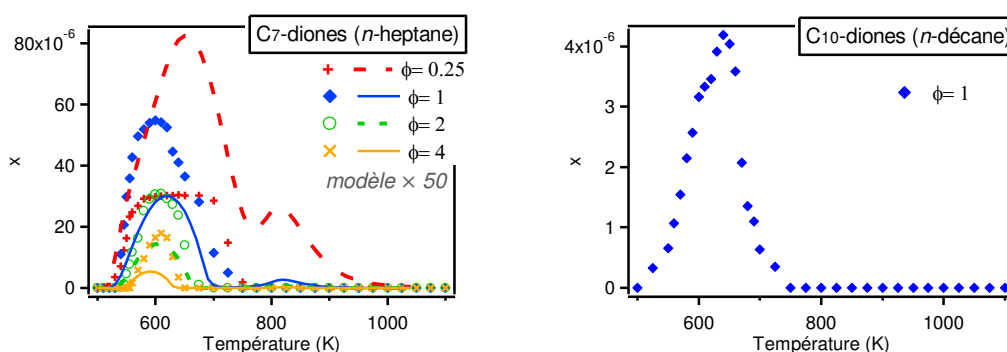 C7-diones (n-heptane)
80x10-6
60
40
20
0
x
ϕ= 0.25
ϕ= 1
ϕ= 2
ϕ= 4
modèle × 50
600
800
1000
Température (K)
C10-diones (n-décane)
4x10-6
3
2
1
0
x
ϕ= 1
600
800
1000
Température (K)